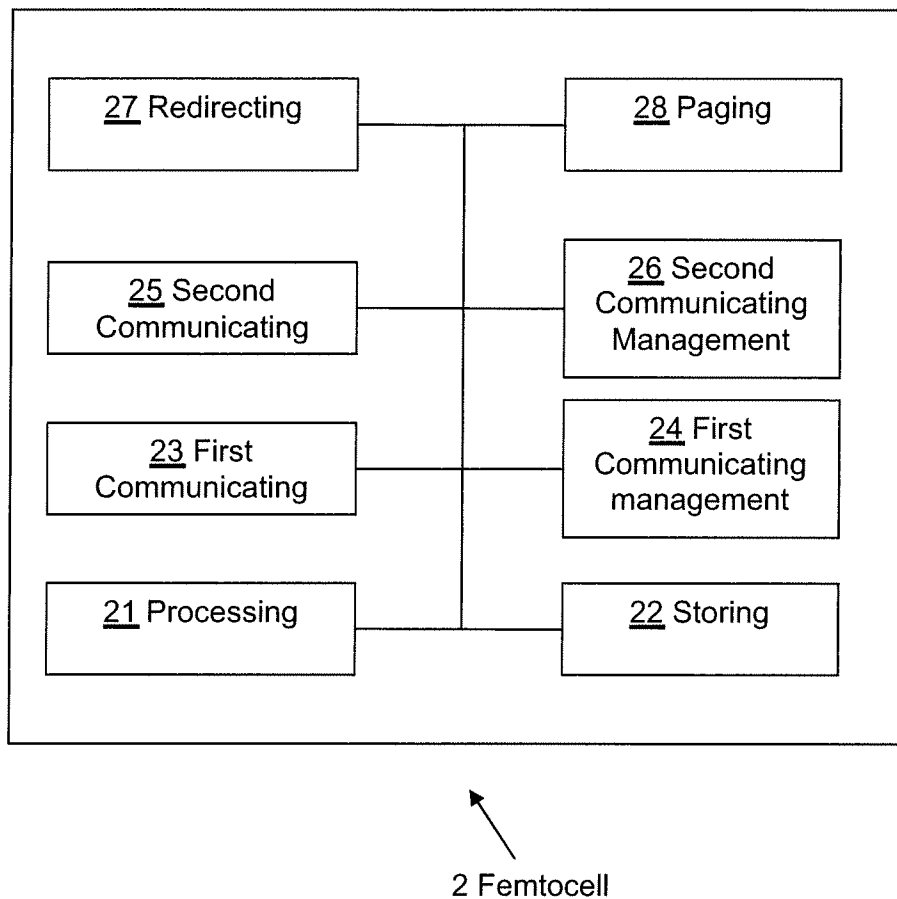 27 Redirecting
28 Paging
25 Second
Communicating
26 Second
Communicating
Management
23 First
Communicating
24 First
Communicating
management
21 Processing
22 Storing
2 Femtocell